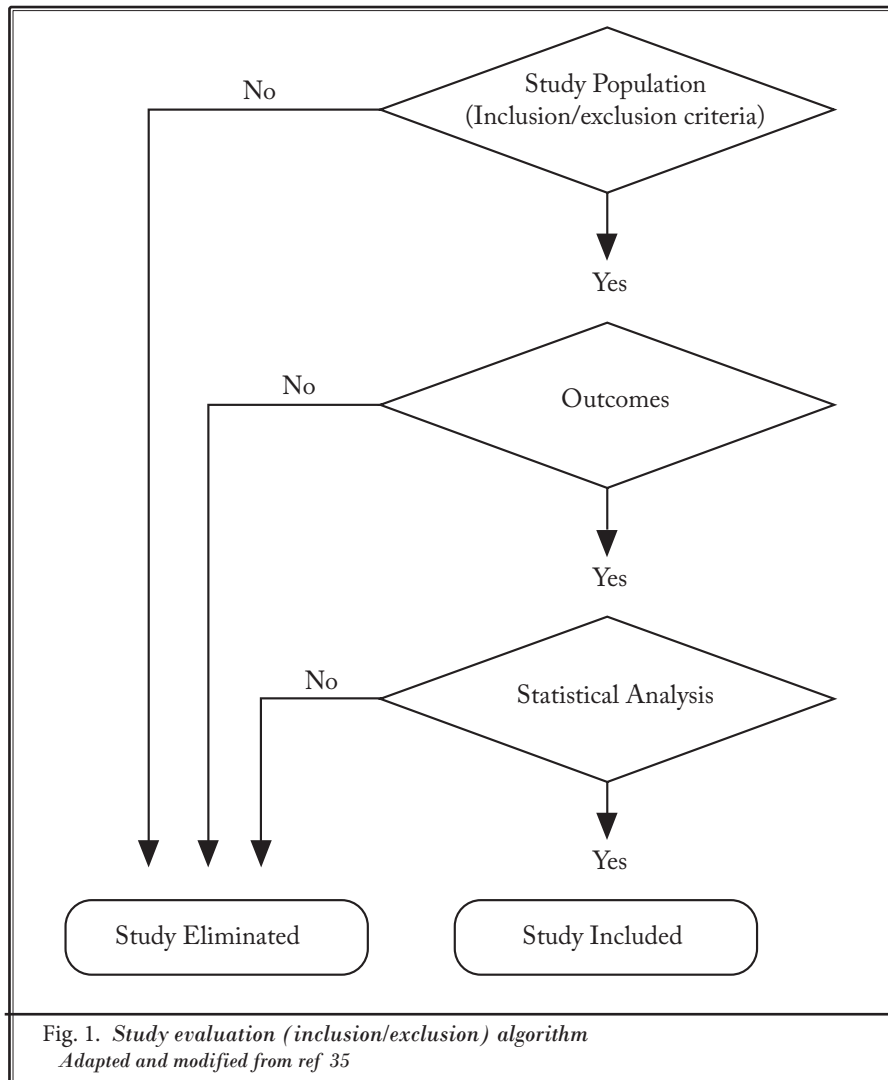 No
Study Population
(Inclusion/exclusion criteria)
Yes
No
Outcomes
Yes
No
Statistical Analysis
Yes
Study Eliminated
Study Included
Fig. 1. Study evaluation (inclusion/exclusion) algorithm
Adapted and modified from ref 35